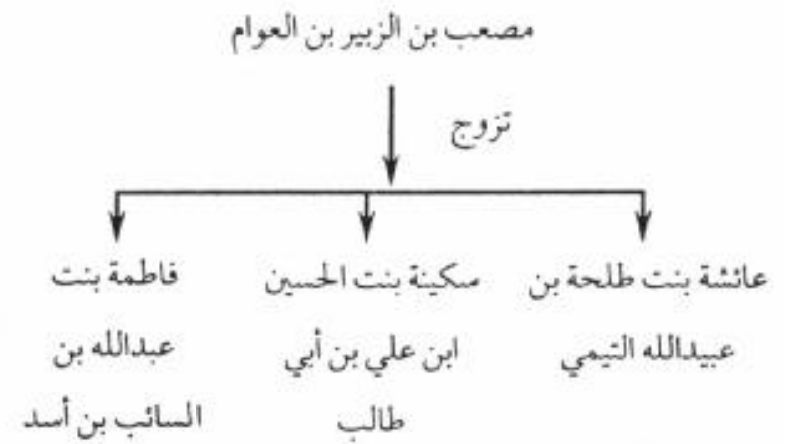 مصعب بن الزبير بن العوام
تزوج
عائشة بنت طلحة بن
عبيدالله التيمي
سكينة بنت الحسين
ابن علي بن أبي
طالب
فاطمة بنت
عبدالله بن
السائب بن أسد